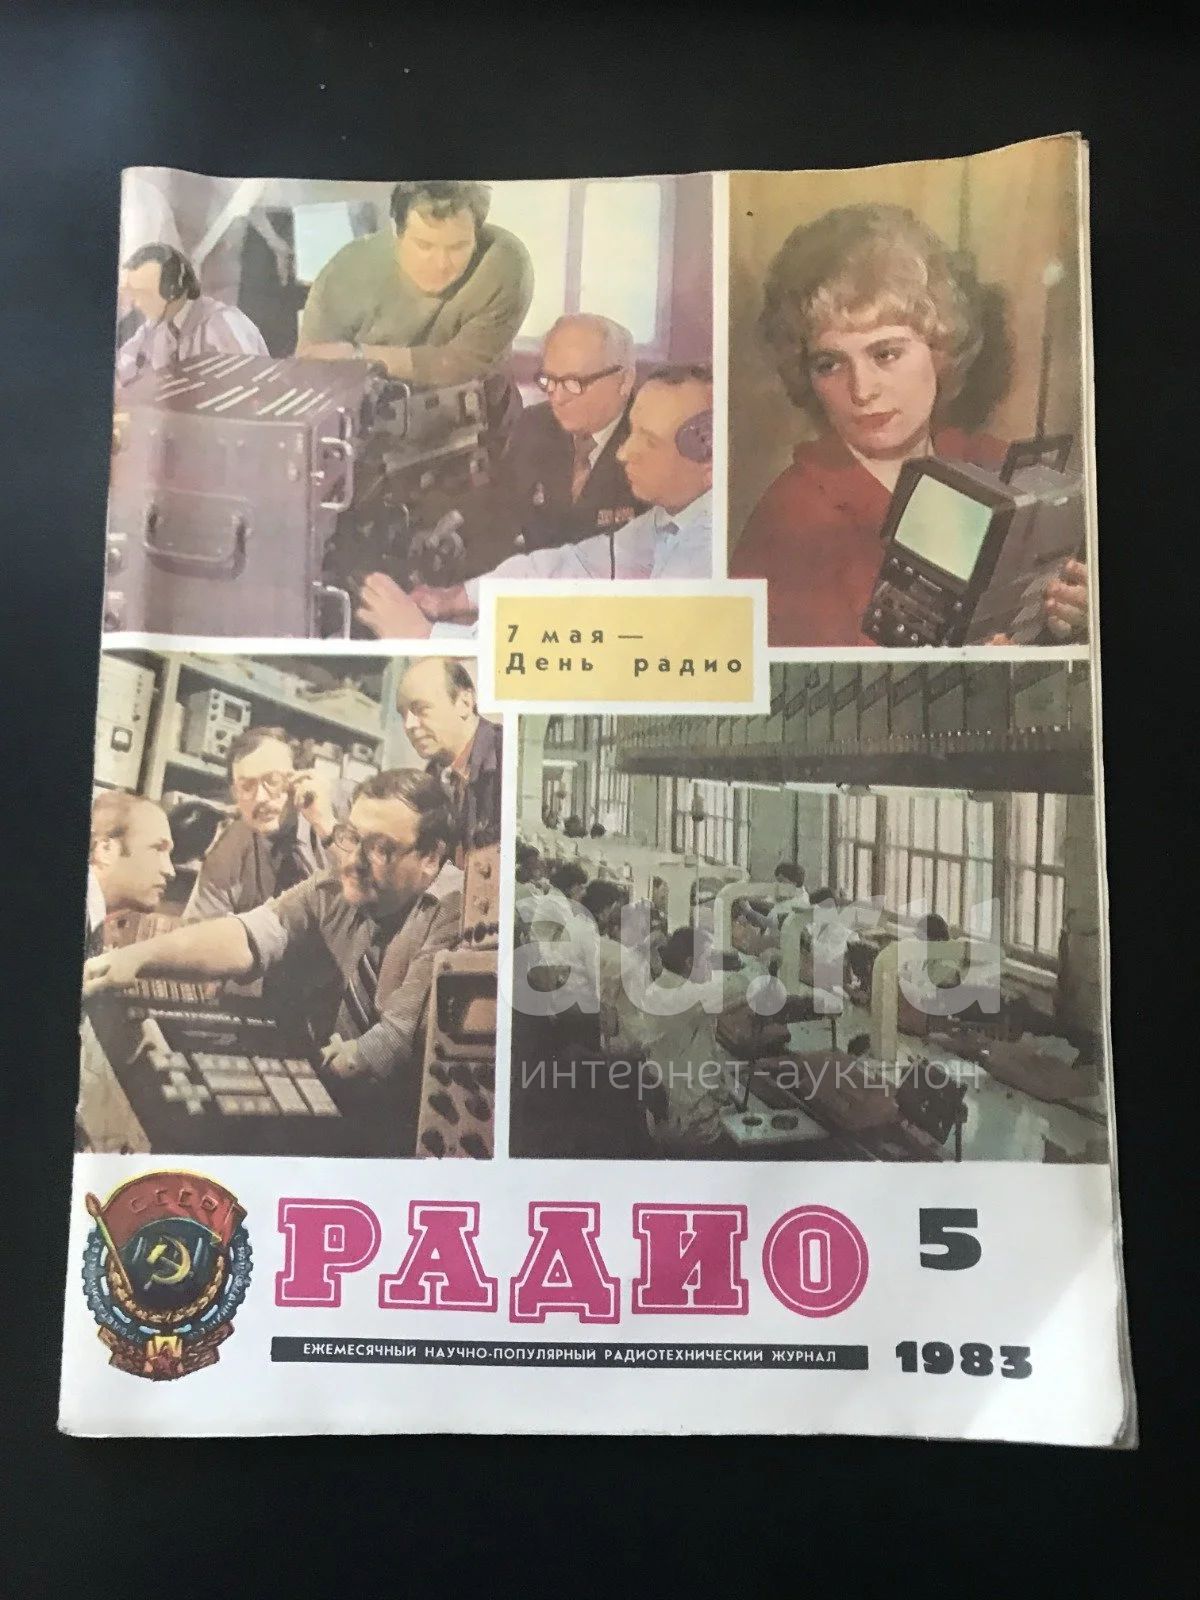 7 мая —
День радио
au.ru
интернет-аукцион
СССР
РАДИО 5
ЕЖЕМЕСЯЧНЫЙ НАУЧНО-ПОПУЛЯРНЫЙ РАДИОТЕХНИЧЕСКИЙ ЖУРНАЛ
1983